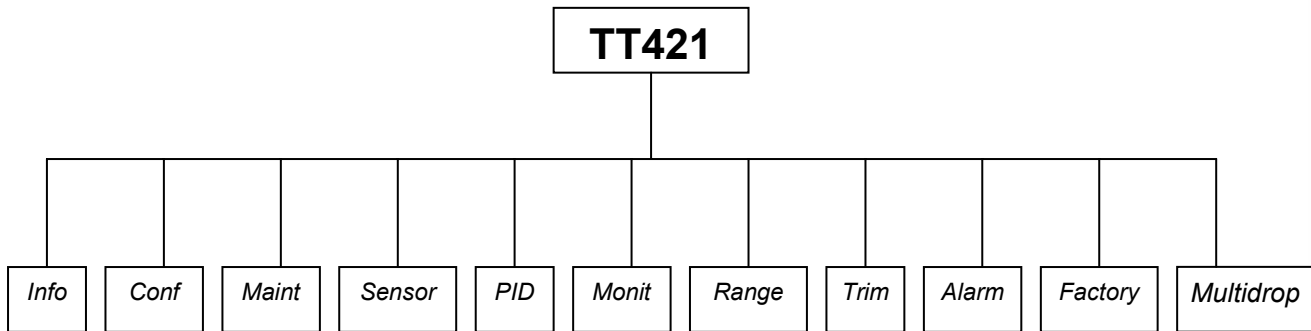 TT421
Info Conf Maint Sensor PID Monit Range Trim Alarm Factory Multidrop